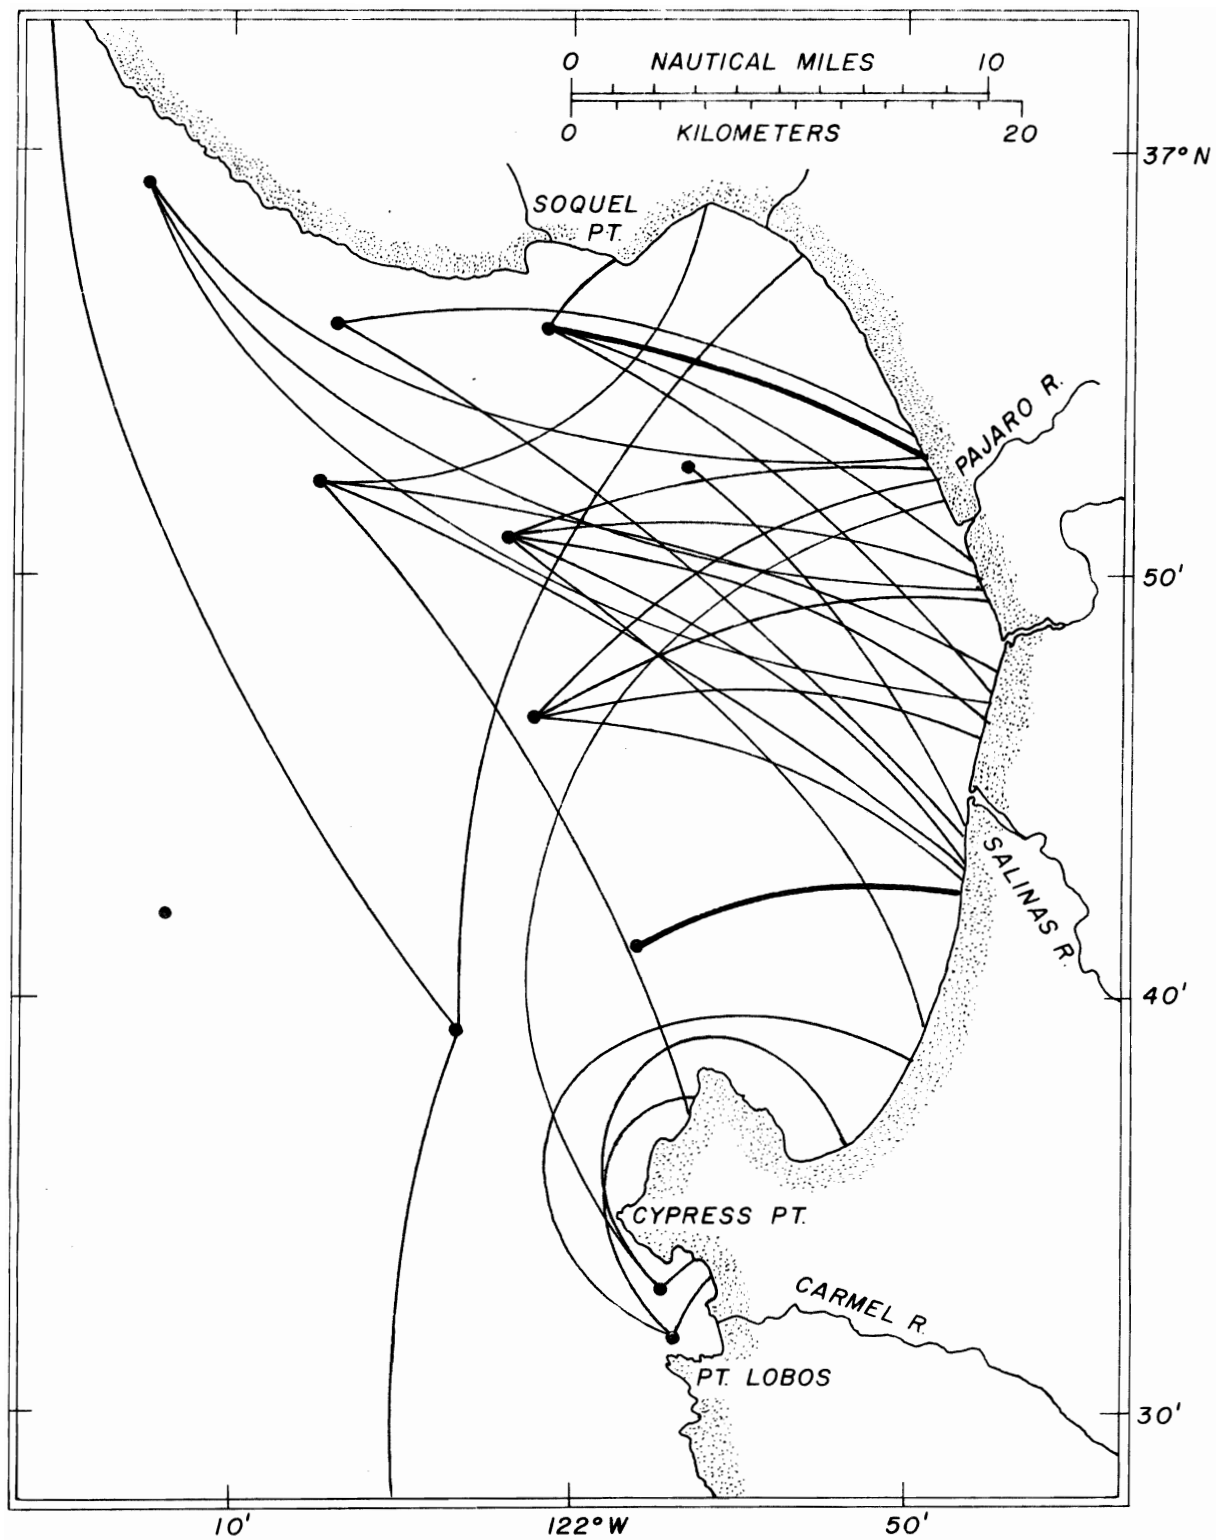 0 NAUTICAL MILES 10
0 KILOMETERS 20
37° N
SOQUEL
PT.
PAJARO R.
50'
SALINAS R.
40'
CYPRESS PT.
CARMEL R.
PT. LOBOS
30'
10' 122° W 50'